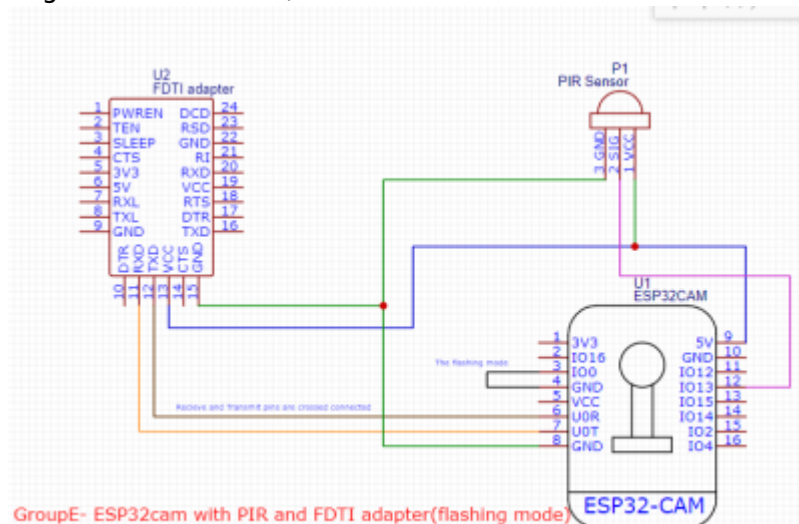 U2
FDTI adapter
1 PWREN DCD 24
2 TEN RSD 23
3 SLEEP GND 22
4 CTS RI 21
5 3V3 RXD 20
6 5V VCC 19
7 RXL RTS 18
8 TXL DTR 17
9 GND TXD 16
DTR RXD TXD VCC CTS GND
10 11 12 13 14 15
P1
PIR Sensor
3 GND
2 SIG
1 VCC
U1
ESP32CAM
1 3V3 5V 9
2 IO16 GND 10
The flashing mode
3 IO0 IO12 11
4 GND IO13 12
5 VCC IO15 13
Recieve and Transmit pins are crossed connected
6 U0R IO14 14
7 U0T IO2 15
8 GND IO4 16
ESP32-CAM
GroupE- ESP32cam with PIR and FDTI adapter(flashing mode)